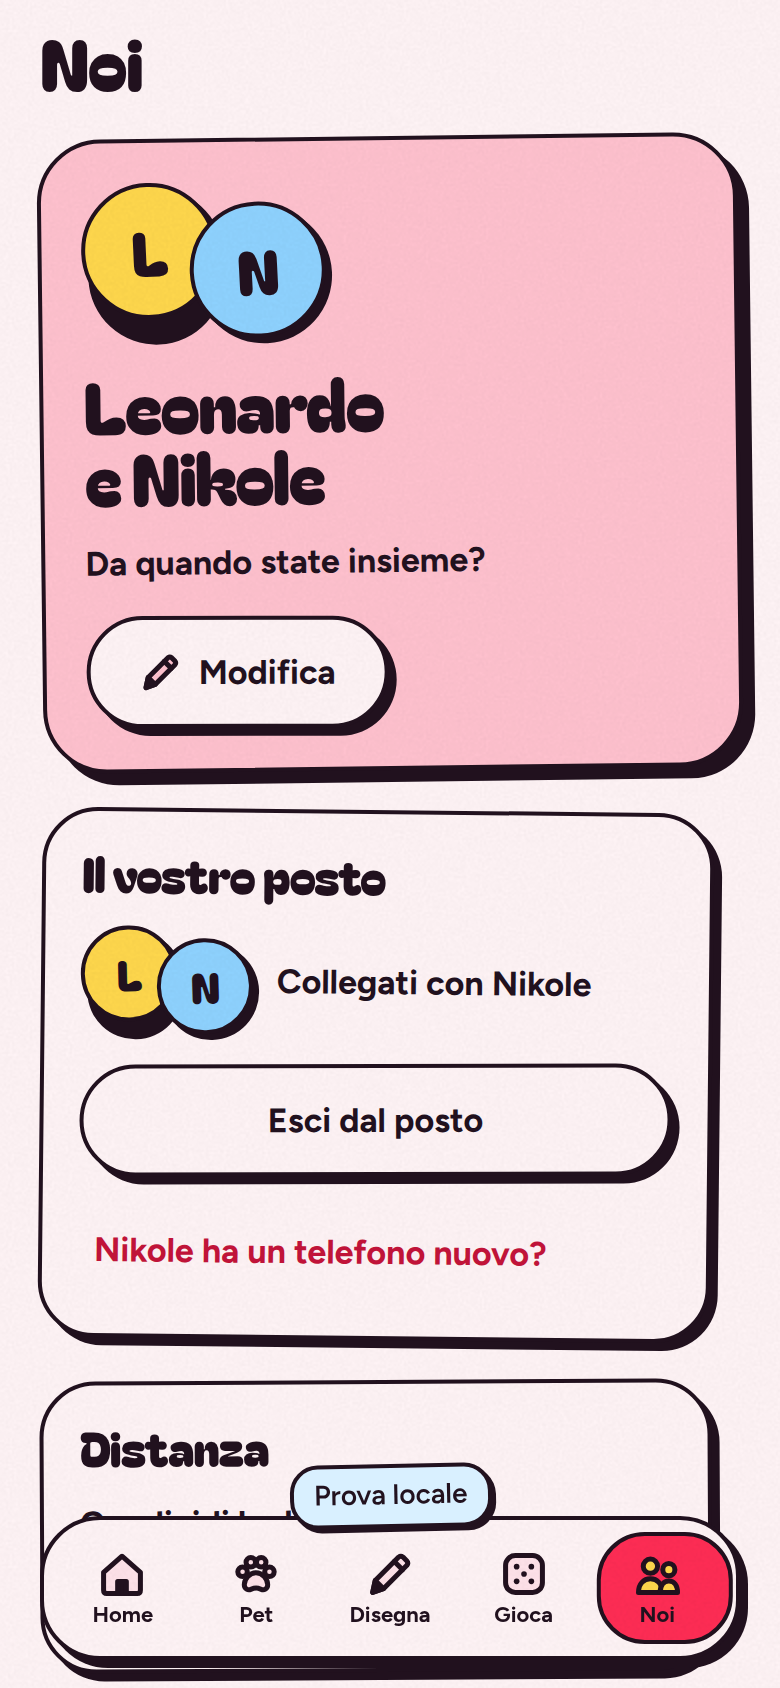 Noi
L
N
Leonardo
e Nikole
Da quando state insieme?
Modifica
Il vostro posto
L
N
Collegati con Nikole
Esci dal posto
Nikole ha un telefono nuovo?
Distanza
Prova locale
Home
Pet
Disegna
Gioca
Noi